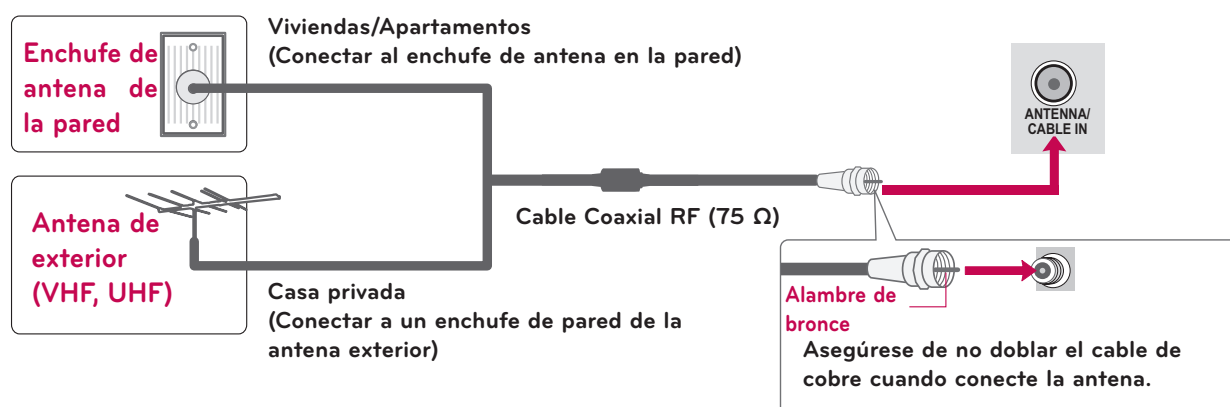 Enchufe de
antena de
la pared
Viviendas/Apartamentos
(Conectar al enchufe de antena en la pared)
ANTENNA/
CABLE IN
Antena de
exterior
(VHF, UHF)
Cable Coaxial RF (75 Ω)
Casa privada
(Conectar a un enchufe de pared de la
antena exterior)
Alambre de
bronce
Asegúrese de no doblar el cable de
cobre cuando conecte la antena.